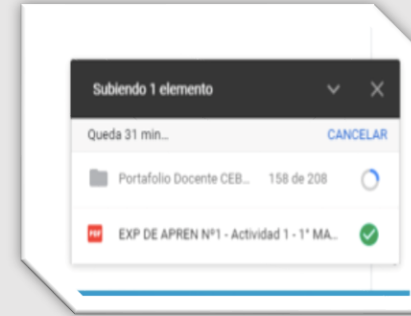 Subiendo 1 elemento
Queda 31 min... CANCELAR
Portafolio Docente CEB... 158 de 208
PDF EXP DE APREN Nº1 - Actividad 1 - 1° MA...